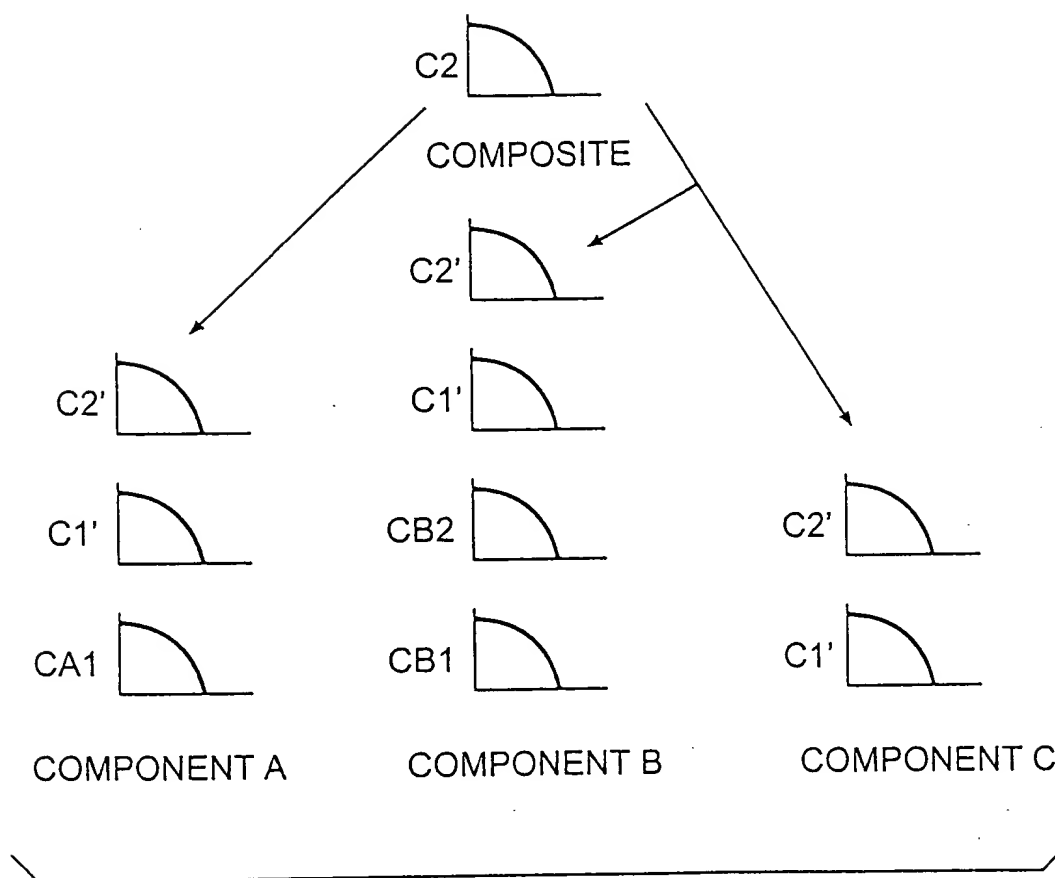 C2
COMPOSITE
C2'
C1'
CB2
CB1
COMPONENT B
C2'
C1'
CA1
COMPONENT A
C2'
C1'
COMPONENT C